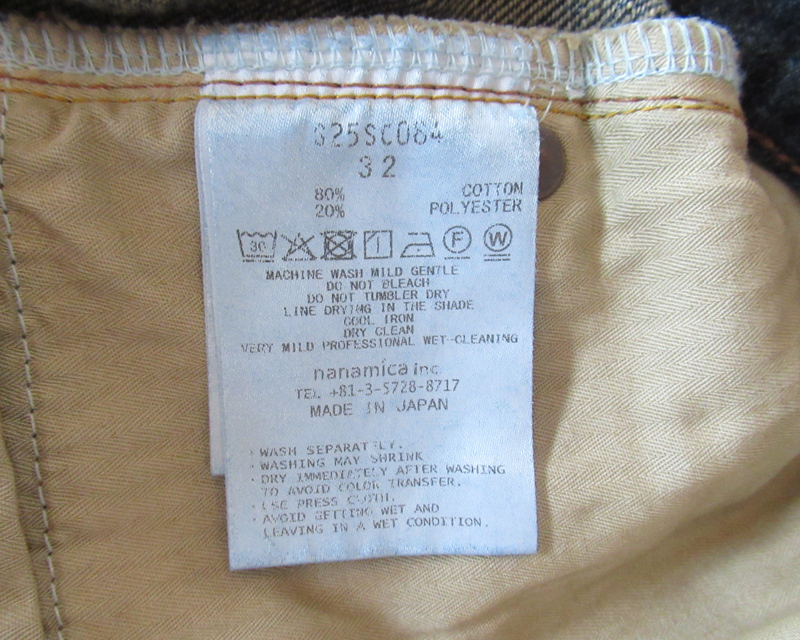 S25SC084
32
80% COTTON
20% POLYESTER
30 F W
MACHINE WASH MILD GENTLE
DO NOT BLEACH
DO NOT TUMBLER DRY
LINE DRYING IN THE SHADE
COOL IRON
DRY CLEAN
VERY MILD PROFESSIONAL WET-CLEANING
nanamica inc.
TEL +81-3-5728-8717
MADE IN JAPAN
・WASH SEPARATELY.
・WASHING MAY SHRINK
・DRY IMMEDIATELY AFTER WASHING
TO AVOID COLOR TRANSFER.
・USE PRESS CLOTH.
・AVOID GETTING WET AND
LEAVING IN A WET CONDITION.